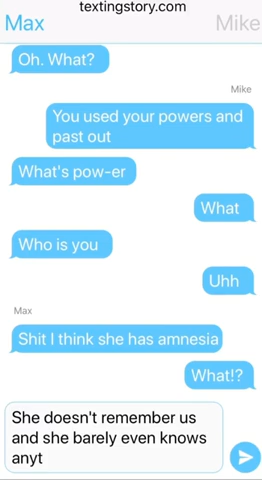 textingstory.com
Max Mike
Oh. What?
Mike
You used your powers and
past out
What's pow-er
What
Who is you
Uhh
Max
Shit I think she has amnesia
What!?
She doesn't remember us
and she barely even knows
anyt